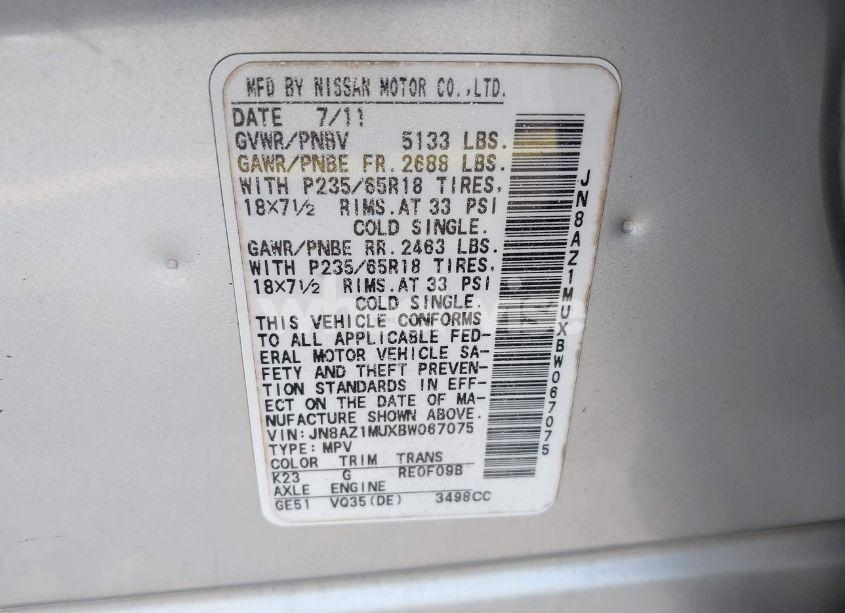 MFD BY NISSAN MOTOR CO.,LTD.
DATE 7/11
GVWR/PNBV 5133 LBS.
GAWR/PNBE FR. 2688 LBS.
WITH P235/65R18 TIRES,
18×7½ RIMS. AT 33 PSI
COLD SINGLE.
GAWR/PNBE RR. 2463 LBS.
WITH P235/65R18 TIRES,
18×7½ RIMS. AT 33 PSI
COLD SINGLE.
THIS VEHICLE CONFORMS
TO ALL APPLICABLE FED-
ERAL MOTOR VEHICLE SA-
FETY AND THEFT PREVEN-
TION STANDARDS IN EFF-
ECT ON THE DATE OF MA-
NUFACTURE SHOWN ABOVE.
VIN: JN8AZ1MUXBW067075
TYPE: MPV
COLOR TRIM TRANS
K23 G RE0F09B
AXLE ENGINE
GE51 VQ35(DE) 3498CC
JN8AZ1MUXBW067075